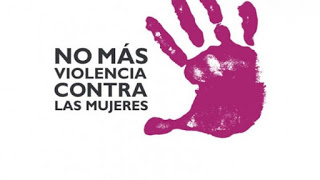 NO MÁS
VIOLENCIA
CONTRA
LAS MUJERES